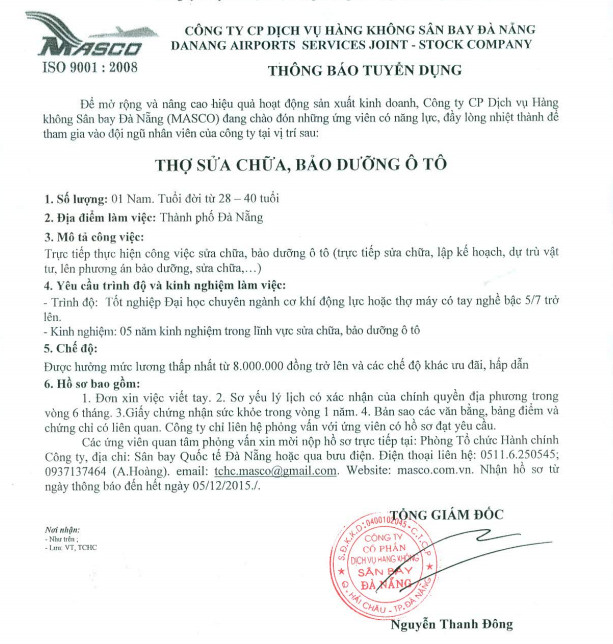 MASCO
ISO 9001 : 2008
CÔNG TY CP DỊCH VỤ HÀNG KHÔNG SÂN BAY ĐÀ NẴNG
DANANG AIRPORTS SERVICES JOINT - STOCK COMPANY
THÔNG BÁO TUYỂN DỤNG
Để mở rộng và nâng cao hiệu quả hoạt động sản xuất kinh doanh, Công ty CP Dịch vụ Hàng
không Sân bay Đà Nẵng (MASCO) đang chào đón những ứng viên có năng lực, đầy lòng nhiệt thành để
tham gia vào đội ngũ nhân viên của công ty tại vị trí sau:
THỢ SỬA CHỮA, BẢO DƯỠNG Ô TÔ
1. Số lượng: 01 Nam. Tuổi đời từ 28 – 40 tuổi
2. Địa điểm làm việc: Thành phố Đà Nẵng
3. Mô tả công việc:
Trực tiếp thực hiện công việc sửa chữa, bảo dưỡng ô tô (trực tiếp sửa chữa, lập kế hoạch, dự trù vật
tư, lên phương án bảo dưỡng, sửa chữa,…)
4. Yêu cầu trình độ và kinh nghiệm làm việc:
- Trình độ: Tốt nghiệp Đại học chuyên ngành cơ khí động lực hoặc thợ máy có tay nghề bậc 5/7 trở
lên.
- Kinh nghiệm: 05 năm kinh nghiệm trong lĩnh vực sửa chữa, bảo dưỡng ô tô
5. Chế độ:
Được hưởng mức lương thấp nhất từ 8.000.000 đồng trở lên và các chế độ khác ưu đãi, hấp dẫn
6. Hồ sơ bao gồm:
1. Đơn xin việc viết tay. 2. Sơ yếu lý lịch có xác nhận của chính quyền địa phương trong
vòng 6 tháng. 3.Giấy chứng nhận sức khỏe trong vòng 1 năm. 4. Bản sao các văn bằng, bảng điểm và
chứng chỉ có liên quan. Công ty chỉ liên hệ phỏng vấn với ứng viên có hồ sơ đạt yêu cầu.
Các ứng viên quan tâm phỏng vấn xin mời nộp hồ sơ trực tiếp tại: Phòng Tổ chức Hành chính
Công ty, địa chỉ: Sân bay Quốc tế Đà Nẵng hoặc qua bưu điện. Điện thoại liên hệ: 0511.6.250545;
0937137464 (A.Hoàng). email: tchc.masco@gmail.com. Website: masco.com.vn. Nhận hồ sơ từ
ngày thông báo đến hết ngày 05/12/2015./.
TỔNG GIÁM ĐỐC
Nơi nhận:
- Như trên ;
- Lưu VT, TCHC
S.Đ.K.K.D: 0400102045 - C.T.C.P
CÔNG TY
CỔ PHẦN
DỊCH VỤ HÀNG KHÔNG
SÂN BAY
ĐÀ NẴNG
Q. HẢI CHÂU - TP. ĐÀ NẴNG
Nguyễn Thanh Đông